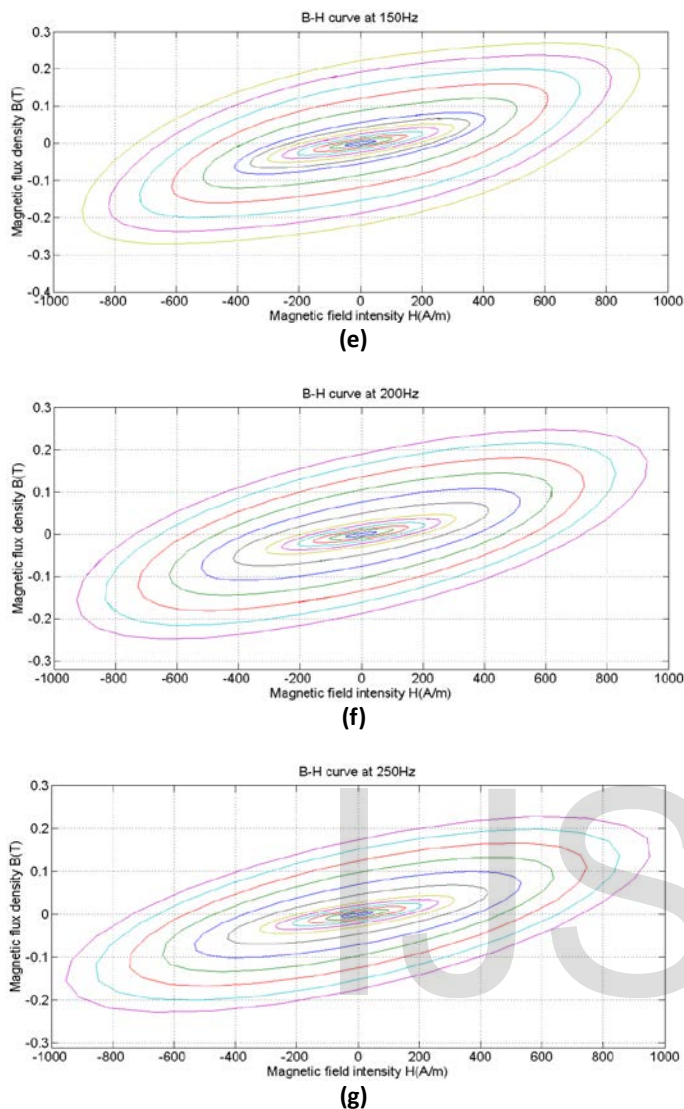 B-H curve at 150Hz
0.3
0.2
0.1
0
-0.1
-0.2
-0.3
-0.4
Magnetic flux density B(T)
-1000 -800 -600 -400 -200 0 200 400 600 800 1000
Magnetic field intensity H(A/m)
(e)
B-H curve at 200Hz
0.3
0.2
0.1
0
-0.1
-0.2
-0.3
Magnetic flux density B(T)
-1000 -800 -600 -400 -200 0 200 400 600 800 1000
Magnetic field intensity H(A/m)
(f)
B-H curve at 250Hz
0.3
0.2
0.1
0
-0.1
-0.2
-0.3
Magnetic flux density B(T)
-1000 -800 -600 -400 -200 0 200 400 600 800 1000
Magnetic field intensity H(A/m)
(g)
IJS